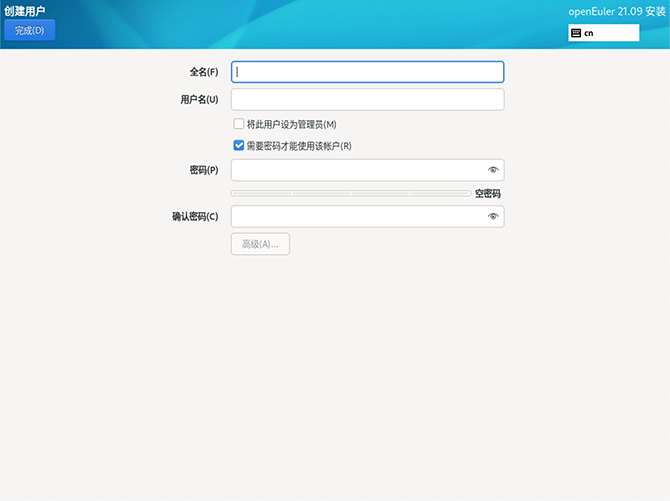 创建用户
openEuler 21.09 安装
完成(D)
cn
全名(F)
用户名(U)
将此用户设为管理员(M)
需要密码才能使用该帐户(R)
密码(P)
空密码
确认密码(C)
高级(A)...